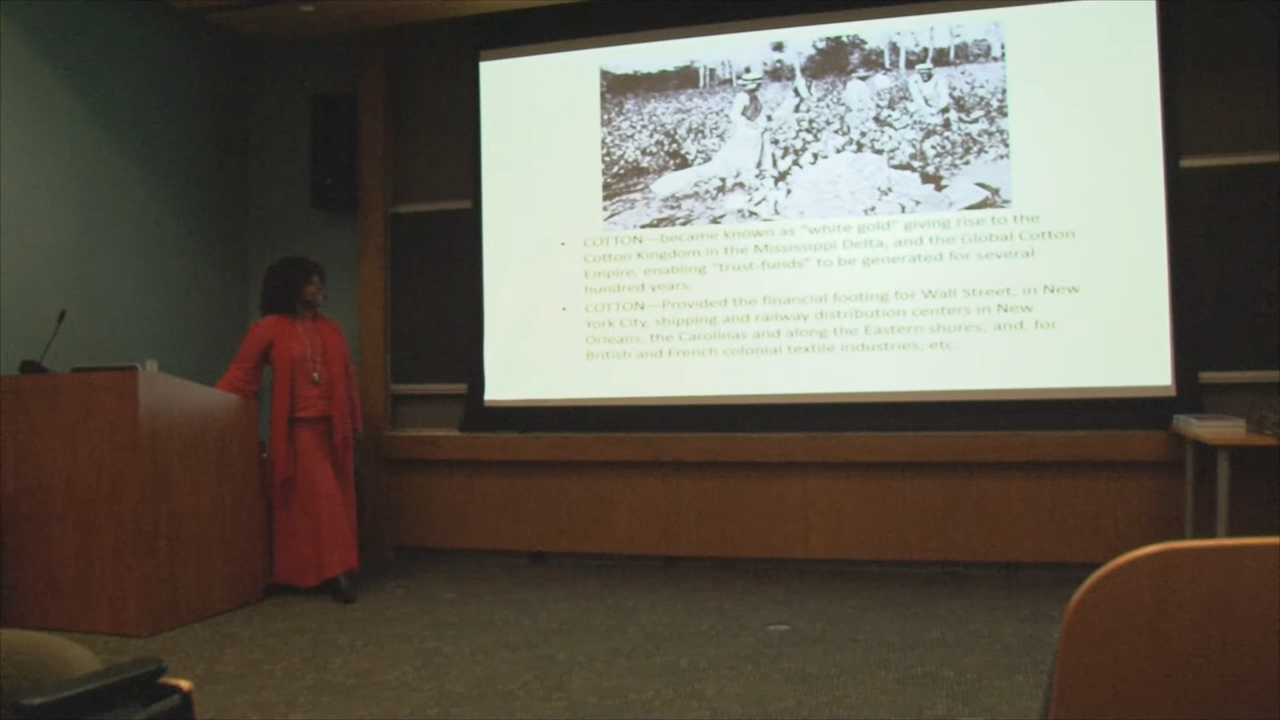 • COTTON—became known as "white gold" giving rise to the
Cotton Kingdom in the Mississippi Delta, and the Global Cotton
Empire, enabling "trust-funds" to be generated for several
hundred years.
• COTTON—Provided the financial footing for Wall Street, in New
York City, shipping and railway distribution centers in New
Orleans, the Carolinas and along the Eastern shores; and, for
British and French colonial textile industries, etc